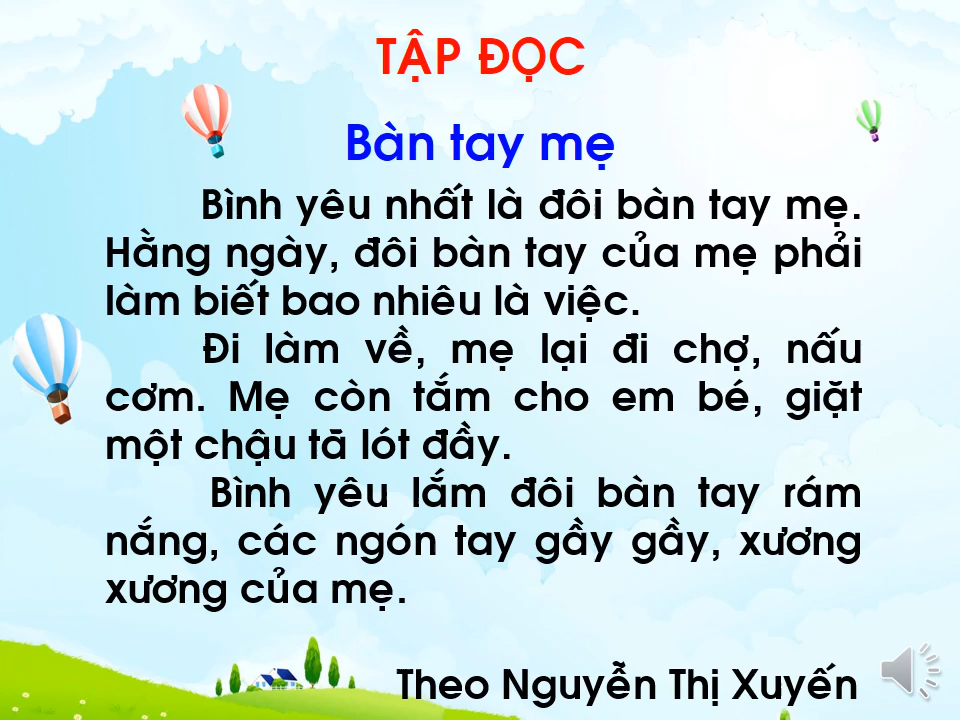 TẬP ĐỌC
Bàn tay mẹ
Bình yêu nhất là đôi bàn tay mẹ.
Hằng ngày, đôi bàn tay của mẹ phải
làm biết bao nhiêu là việc.
Đi làm về, mẹ lại đi chợ, nấu
cơm. Mẹ còn tắm cho em bé, giặt
một chậu tã lót đầy.
Bình yêu lắm đôi bàn tay rám
nắng, các ngón tay gầy gầy, xương
xương của mẹ.
Theo Nguyễn Thị Xuyến